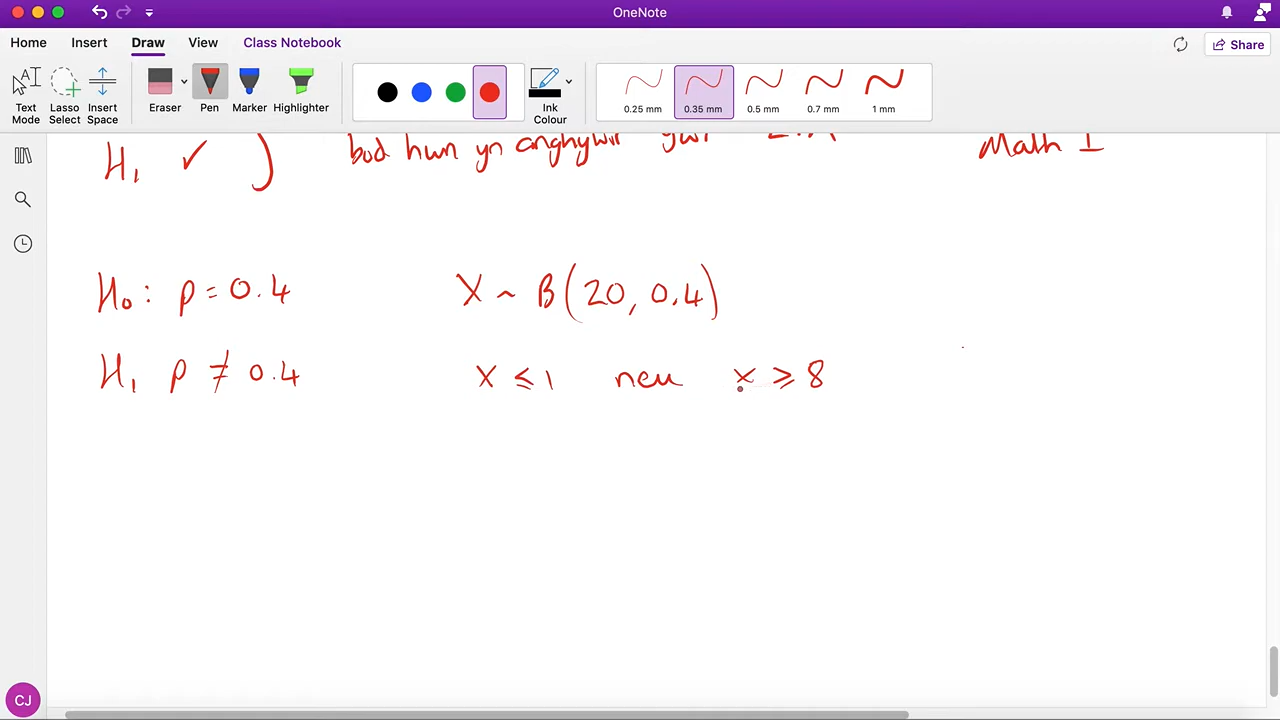 OneNote
Home Insert Draw View Class Notebook
Share
Text Mode
Lasso Select
Insert Space
Eraser
Pen
Marker
Highlighter
Ink Colour
0.25 mm
0.35 mm
0.5 mm
0.7 mm
1 mm
H₁ ✓ ) bod hwn yn anghywir
Math I
H₀: p = 0.4 X ~ B(20, 0.4)
H₁ p ≠ 0.4 X ≤ 1 neu x ≥ 8
CJ